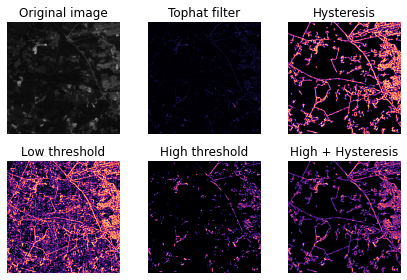 Original image
Tophat filter
Hysteresis
Low threshold
High threshold
High + Hysteresis